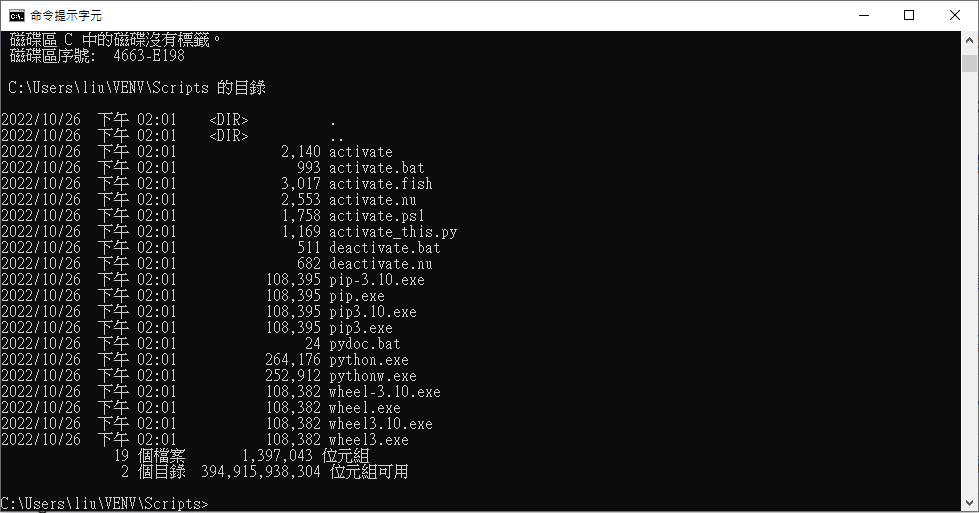 命令提示字元
磁碟區 C 中的磁碟沒有標籤。
磁碟區序號:  4663-E198
C:\Users\liu\VENV\Scripts 的目錄
2022/10/26  下午 02:01    <DIR>          .
2022/10/26  下午 02:01    <DIR>          ..
2022/10/26  下午 02:01             2,140 activate
2022/10/26  下午 02:01               993 activate.bat
2022/10/26  下午 02:01             3,017 activate.fish
2022/10/26  下午 02:01             2,553 activate.nu
2022/10/26  下午 02:01             1,758 activate.ps1
2022/10/26  下午 02:01             1,169 activate_this.py
2022/10/26  下午 02:01               511 deactivate.bat
2022/10/26  下午 02:01               682 deactivate.nu
2022/10/26  下午 02:01           108,395 pip-3.10.exe
2022/10/26  下午 02:01           108,395 pip.exe
2022/10/26  下午 02:01           108,395 pip3.10.exe
2022/10/26  下午 02:01           108,395 pip3.exe
2022/10/26  下午 02:01                24 pydoc.bat
2022/10/26  下午 02:01           264,176 python.exe
2022/10/26  下午 02:01           252,912 pythonw.exe
2022/10/26  下午 02:01           108,382 wheel-3.10.exe
2022/10/26  下午 02:01           108,382 wheel.exe
2022/10/26  下午 02:01           108,382 wheel3.10.exe
2022/10/26  下午 02:01           108,382 wheel3.exe
19 個檔案       1,397,043 位元組
2 個目錄  394,915,938,304 位元組可用
C:\Users\liu\VENV\Scripts>